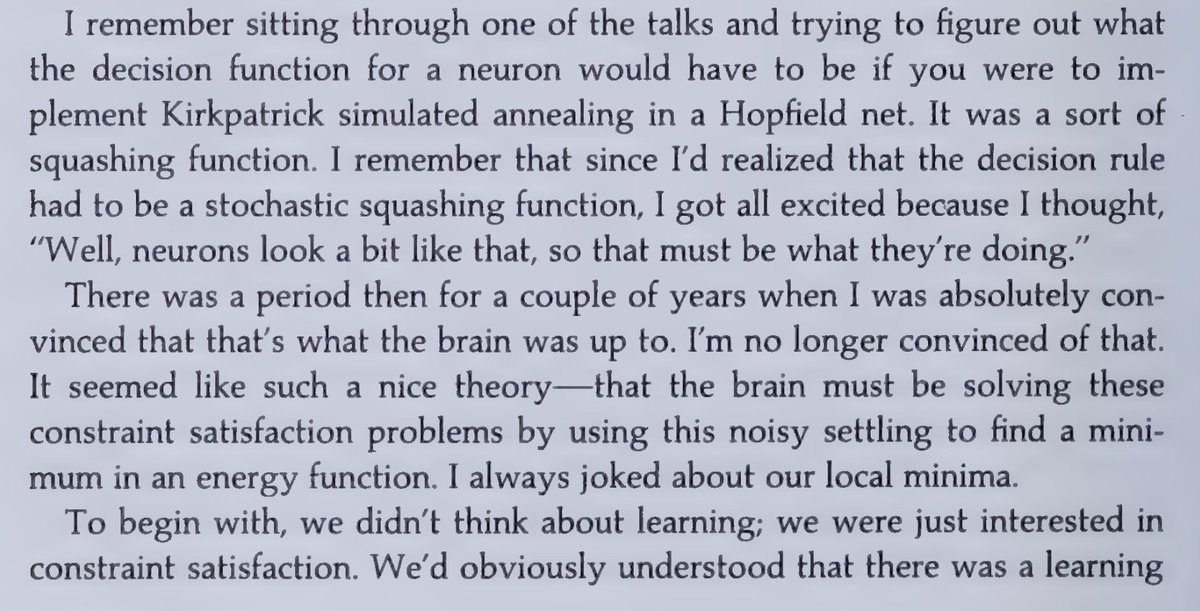 I remember sitting through one of the talks and trying to figure out what
the decision function for a neuron would have to be if you were to im-
plement Kirkpatrick simulated annealing in a Hopfield net. It was a sort of
squashing function. I remember that since I'd realized that the decision rule
had to be a stochastic squashing function, I got all excited because I thought,
“Well, neurons look a bit like that, so that must be what they're doing.”
There was a period then for a couple of years when I was absolutely con-
vinced that that's what the brain was up to. I'm no longer convinced of that.
It seemed like such a nice theory—that the brain must be solving these
constraint satisfaction problems by using this noisy settling to find a mini-
mum in an energy function. I always joked about our local minima.
To begin with, we didn't think about learning; we were just interested in
constraint satisfaction. We'd obviously understood that there was a learning